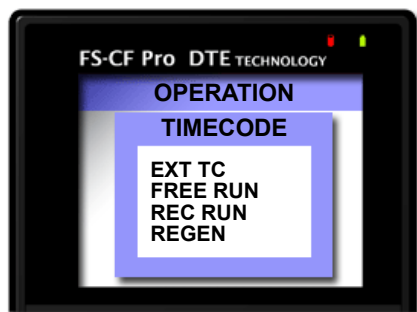 FS-CF Pro DTE TECHNOLOGY
OPERATION
TIMECODE
EXT TC
FREE RUN
REC RUN
REGEN